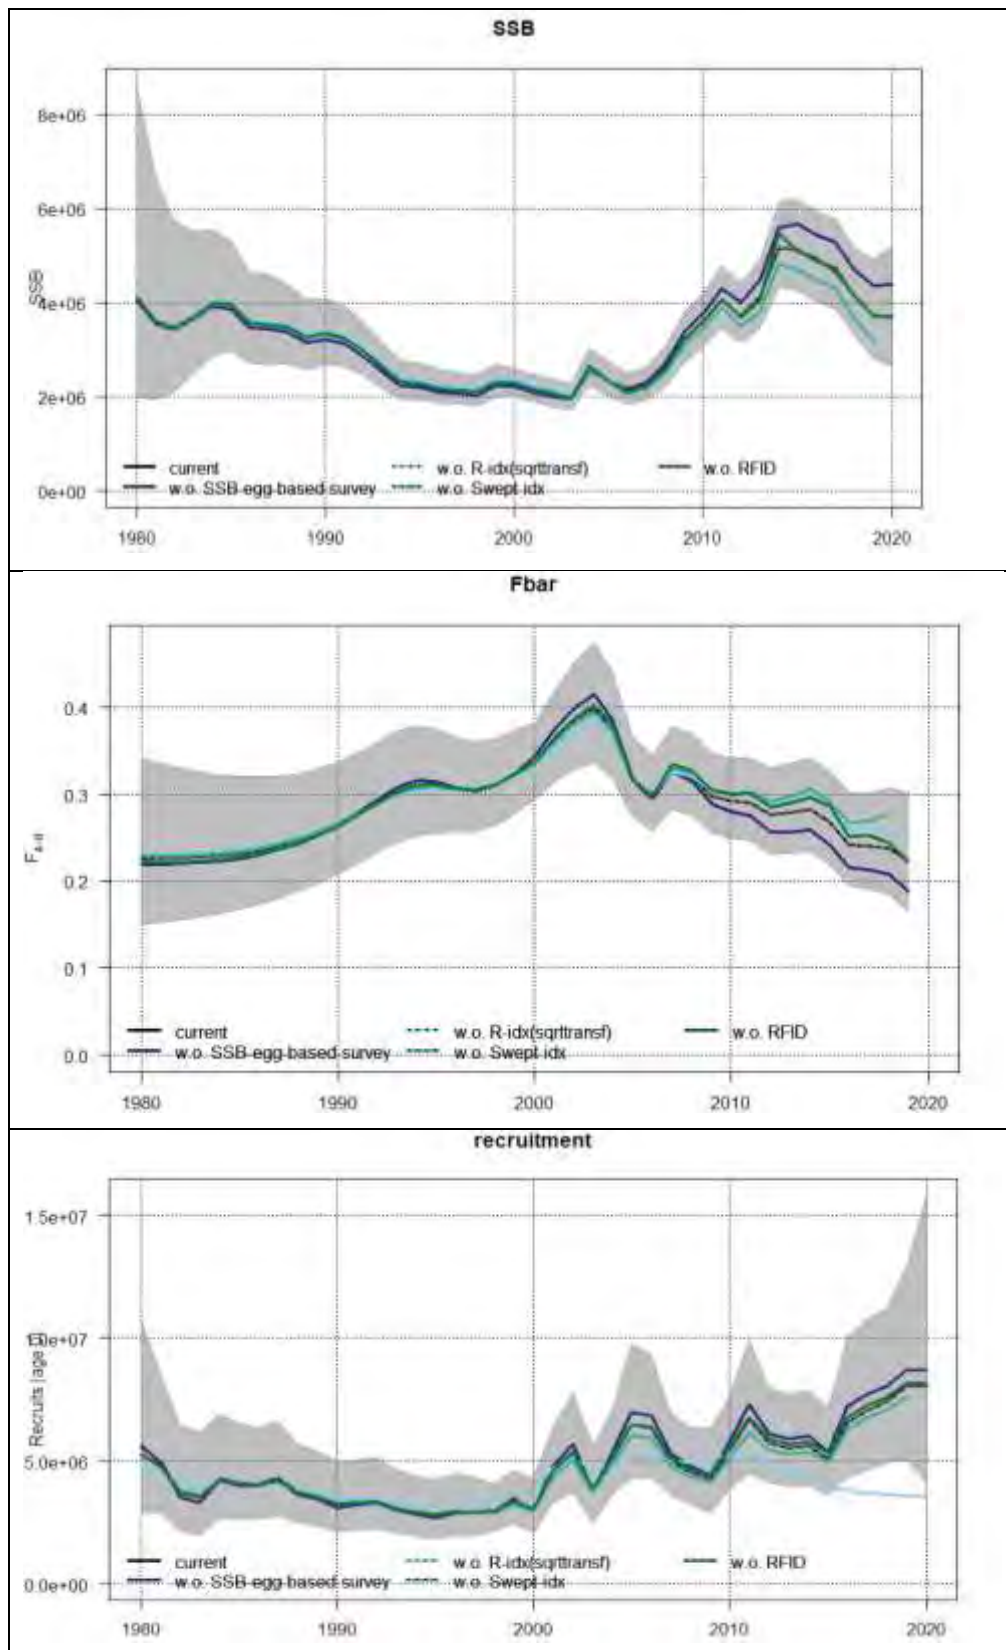 SSB
8e+06
6e+06
4e+06
2e+06
0e+00
SSB
current
w.o. SSB-egg-based-survey
w.o. R-idx(sqrttransf)
w.o. Swept-idx
w.o. RFID
1980 1990 2000 2010 2020
Fbar
0.4
0.3
0.2
0.1
0.0
F4-8
current
w.o. SSB-egg-based-survey
w.o. R-idx(sqrttransf)
w.o. Swept-idx
w.o. RFID
1980 1990 2000 2010 2020
recruitment
1.5e+07
1.0e+07
5.0e+06
0.0e+00
Recruits (age
current
w.o. SSB-egg-based-survey
w.o. R-idx(sqrttransf)
w.o. Swept-idx
w.o. RFID
1980 1990 2000 2010 2020